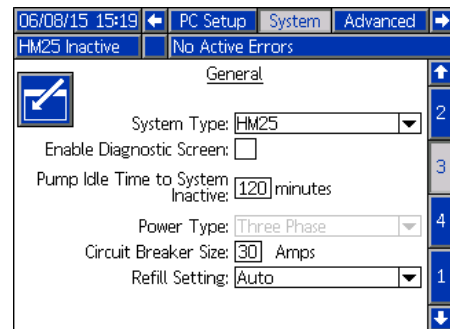 06/08/15 15:19 PC Setup System Advanced
HM25 Inactive No Active Errors
General
System Type: HM25
Enable Diagnostic Screen:
Pump Idle Time to System
Inactive: 120 minutes
Power Type: Three Phase
Circuit Breaker Size: 30 Amps
Refill Setting: Auto
2
3
4
1